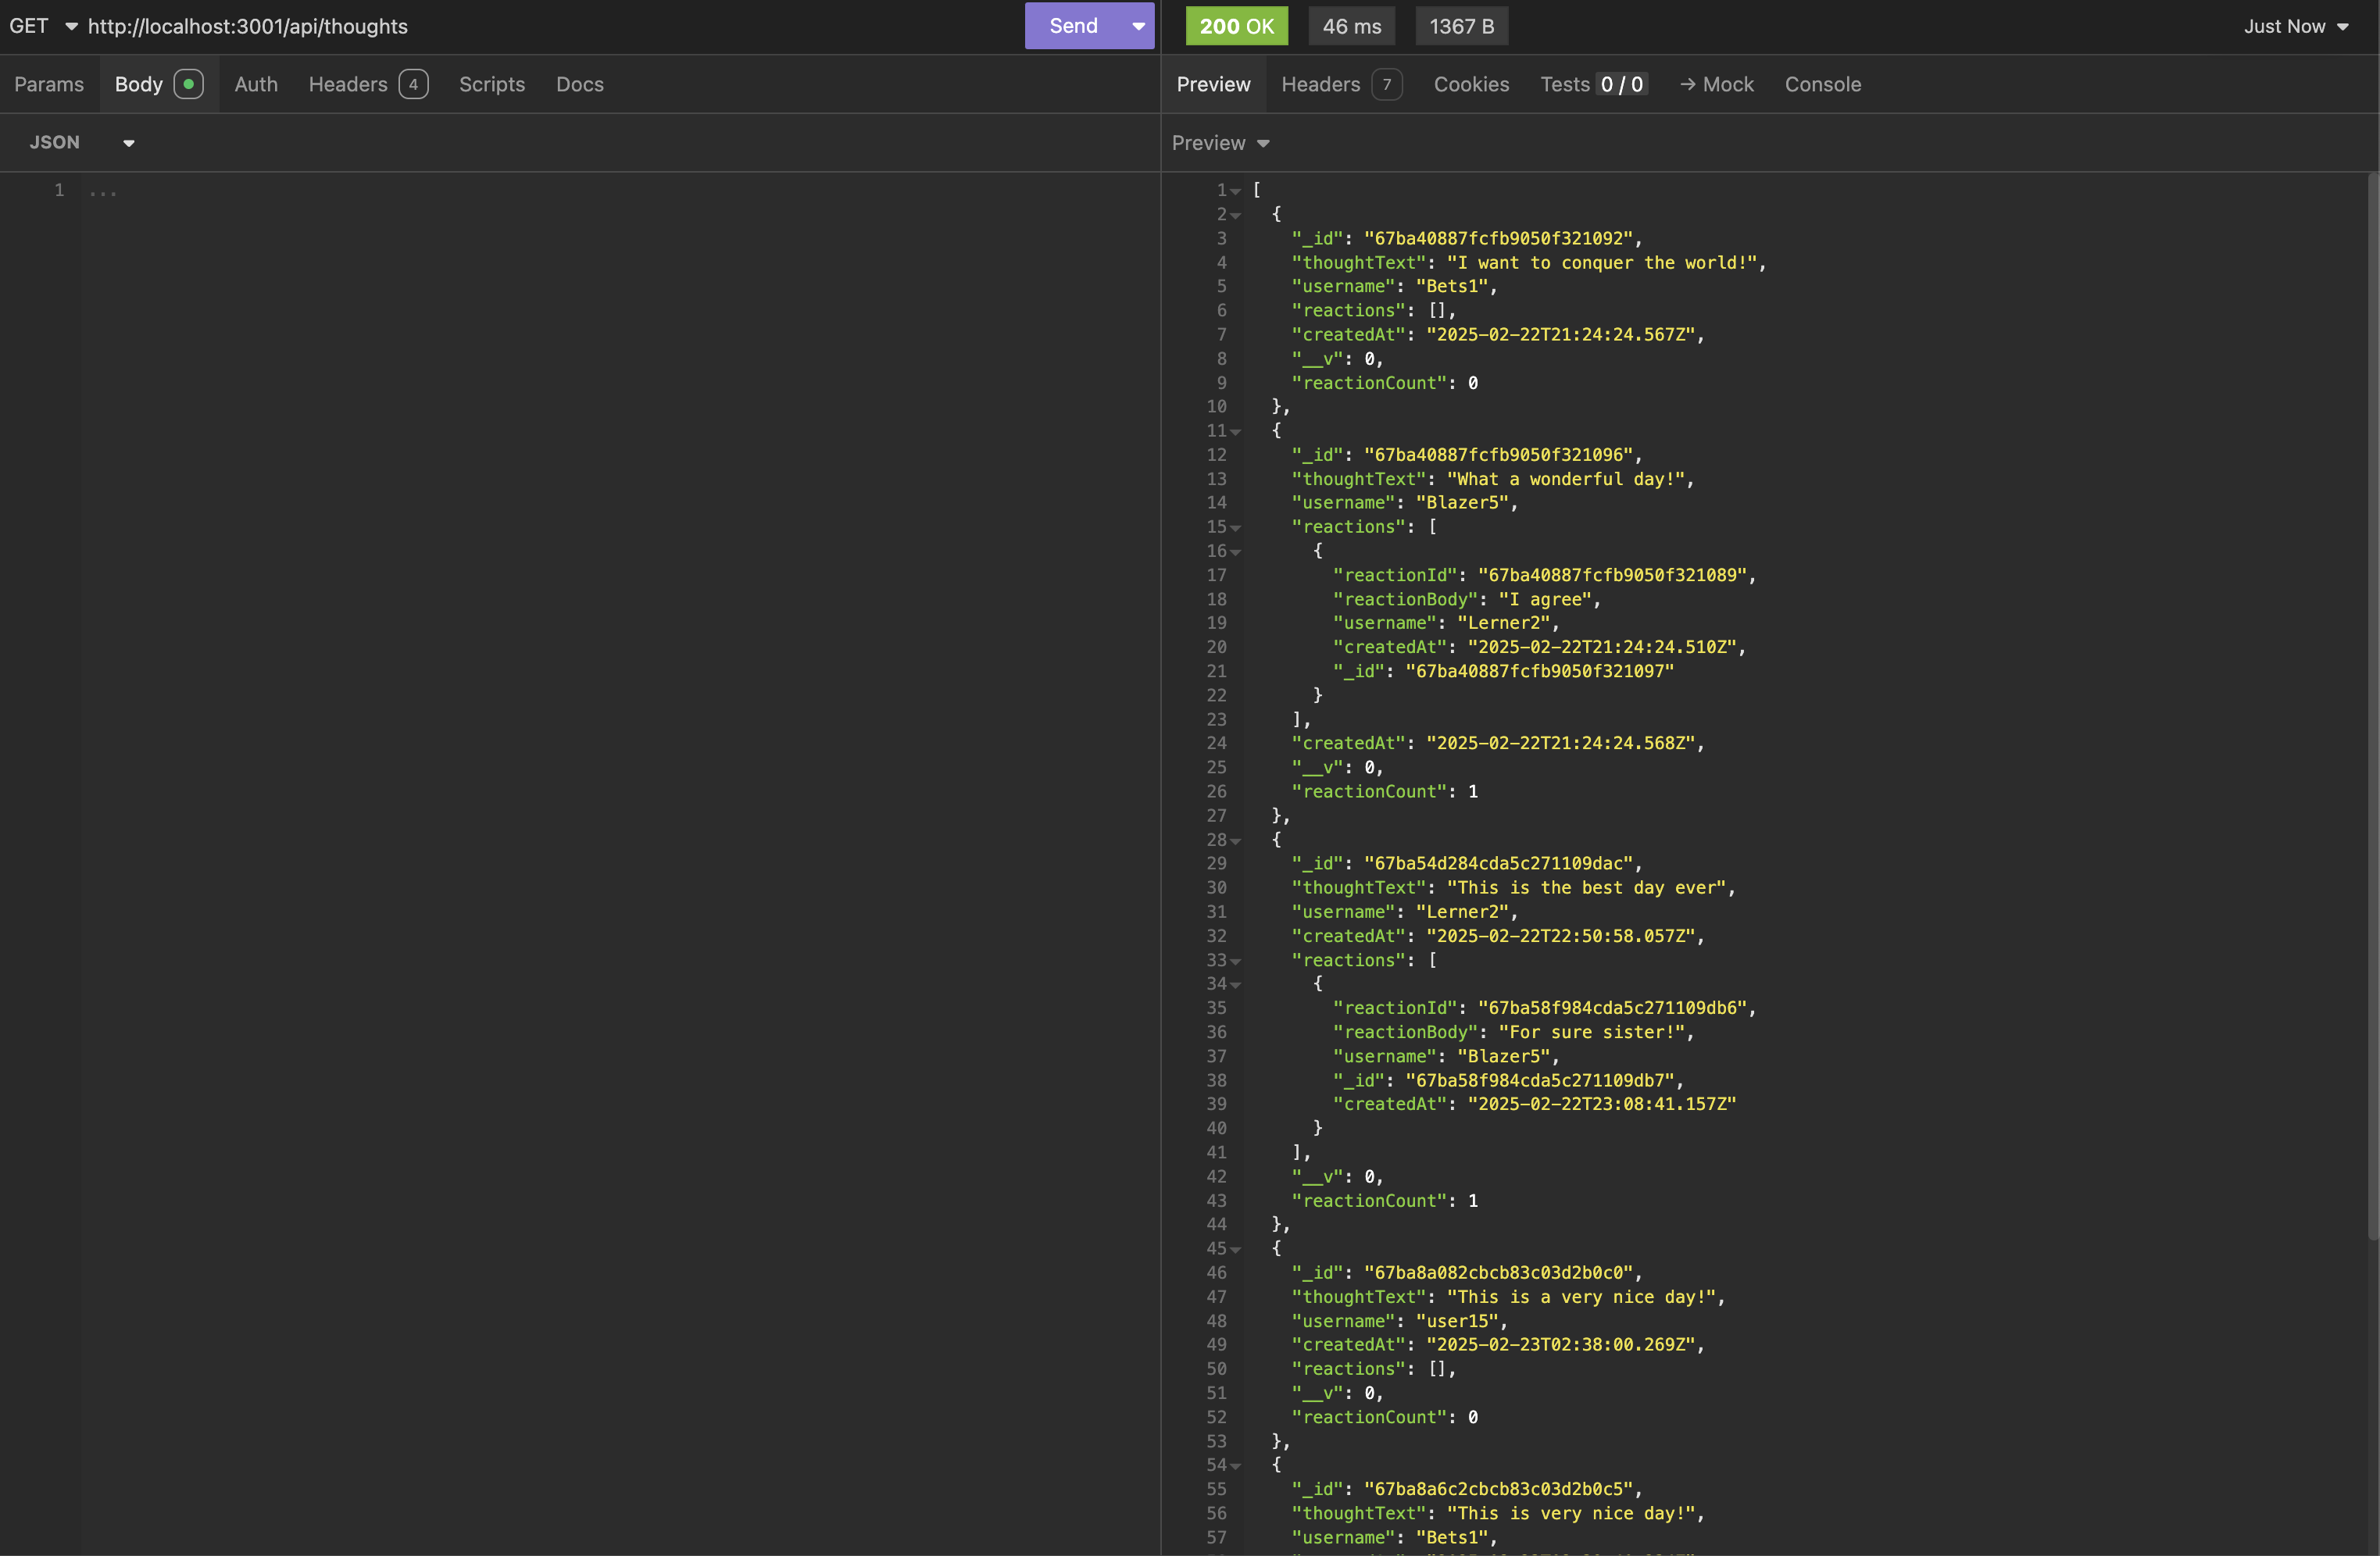 GET http://localhost:3001/api/thoughts Send 200 OK 46 ms 1367 B Just Now
Params Body Auth Headers 4 Scripts Docs Preview Headers 7 Cookies Tests 0 / 0 → Mock Console
JSON Preview
1 ...
1 [
2 {
3 "_id": "67ba40887fcfb9050f321092",
4 "thoughtText": "I want to conquer the world!",
5 "username": "Bets1",
6 "reactions": [],
7 "createdAt": "2025-02-22T21:24:24.567Z",
8 "__v": 0,
9 "reactionCount": 0
10 },
11 {
12 "_id": "67ba40887fcfb9050f321096",
13 "thoughtText": "What a wonderful day!",
14 "username": "Blazer5",
15 "reactions": [
16 {
17 "reactionId": "67ba40887fcfb9050f321089",
18 "reactionBody": "I agree",
19 "username": "Lerner2",
20 "createdAt": "2025-02-22T21:24:24.510Z",
21 "_id": "67ba40887fcfb9050f321097"
22 }
23 ],
24 "createdAt": "2025-02-22T21:24:24.568Z",
25 "__v": 0,
26 "reactionCount": 1
27 },
28 {
29 "_id": "67ba54d284cda5c271109dac",
30 "thoughtText": "This is the best day ever",
31 "username": "Lerner2",
32 "createdAt": "2025-02-22T22:50:58.057Z",
33 "reactions": [
34 {
35 "reactionId": "67ba58f984cda5c271109db6",
36 "reactionBody": "For sure sister!",
37 "username": "Blazer5",
38 "_id": "67ba58f984cda5c271109db7",
39 "createdAt": "2025-02-22T23:08:41.157Z"
40 }
41 ],
42 "__v": 0,
43 "reactionCount": 1
44 },
45 {
46 "_id": "67ba8a082cbcb83c03d2b0c0",
47 "thoughtText": "This is a very nice day!",
48 "username": "user15",
49 "createdAt": "2025-02-23T02:38:00.269Z",
50 "reactions": [],
51 "__v": 0,
52 "reactionCount": 0
53 },
54 {
55 "_id": "67ba8a6c2cbcb83c03d2b0c5",
56 "thoughtText": "This is very nice day!",
57 "username": "Bets1",